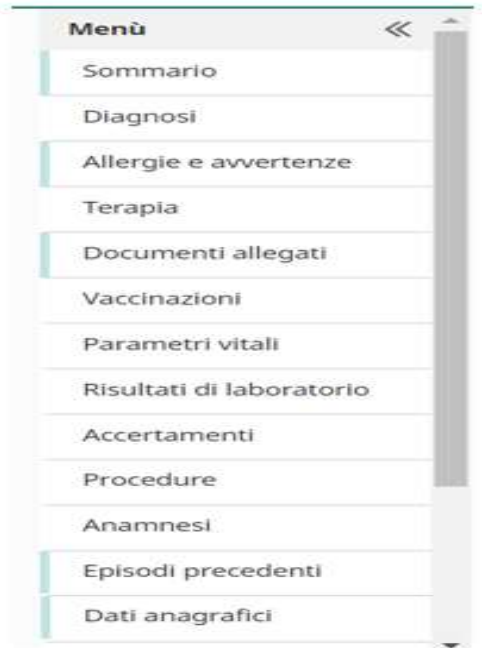 Menù
Sommario
Diagnosi
Allergie e avvertenze
Terapia
Documenti allegati
Vaccinazioni
Parametri vitali
Risultati di laboratorio
Accertamenti
Procedure
Anamnesi
Episodi precedenti
Dati anagrafici